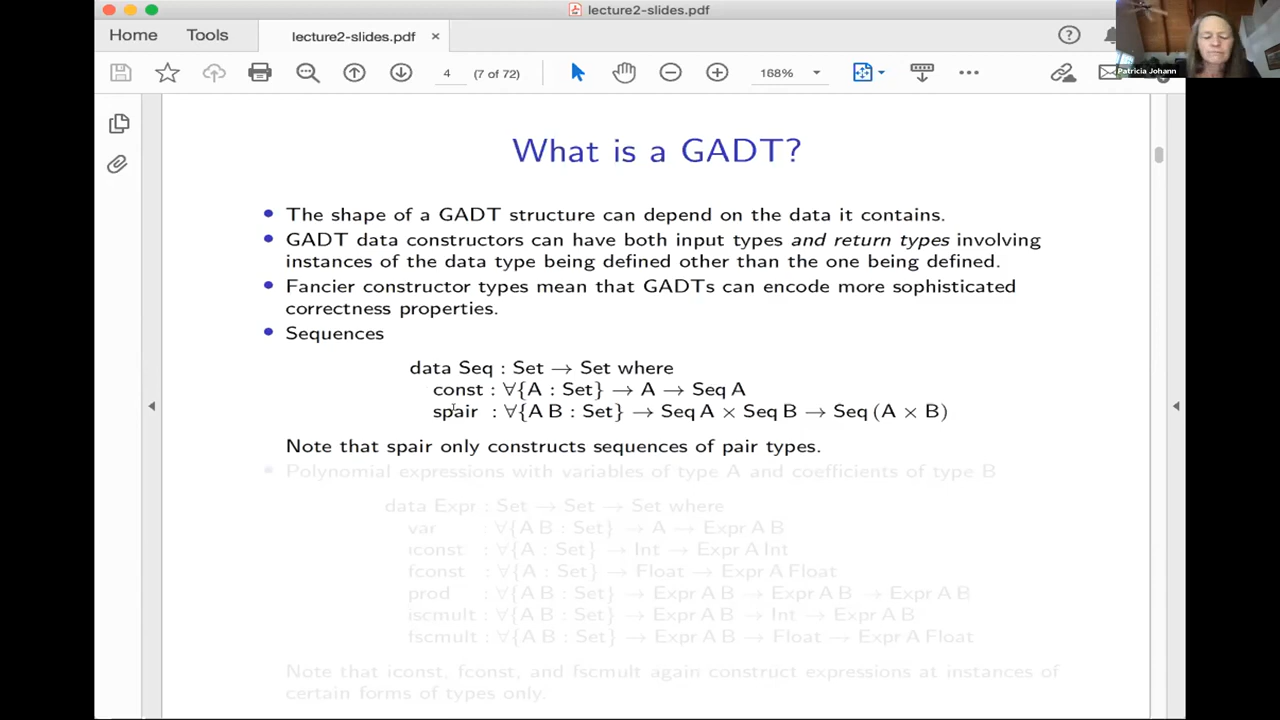 lecture2-slides.pdf
Home Tools lecture2-slides.pdf ×
4 (7 of 72) 168%
Patricia Johann
What is a GADT?
• The shape of a GADT structure can depend on the data it contains.
• GADT data constructors can have both input types and return types involving
instances of the data type being defined other than the one being defined.
• Fancier constructor types mean that GADTs can encode more sophisticated
correctness properties.
• Sequences
data Seq : Set → Set where
const : ∀{A : Set} → A → Seq A
spair : ∀{A B : Set} → Seq A × Seq B → Seq (A × B)
Note that spair only constructs sequences of pair types.
• Polynomial expressions with variables of type A and coefficients of type B
data Expr : Set → Set → Set where
var : ∀{A B : Set} → A → Expr A B
iconst : ∀{A : Set} → Int → Expr A Int
fconst : ∀{A : Set} → Float → Expr A Float
prod : ∀{A B : Set} → Expr A B → Expr A B → Expr A B
iscmult : ∀{A B : Set} → Expr A B → Int → Expr A B
fscmult : ∀{A B : Set} → Expr A B → Float → Expr A Float
Note that iconst, fconst, and fscmult again construct expressions at instances of
certain forms of types only.